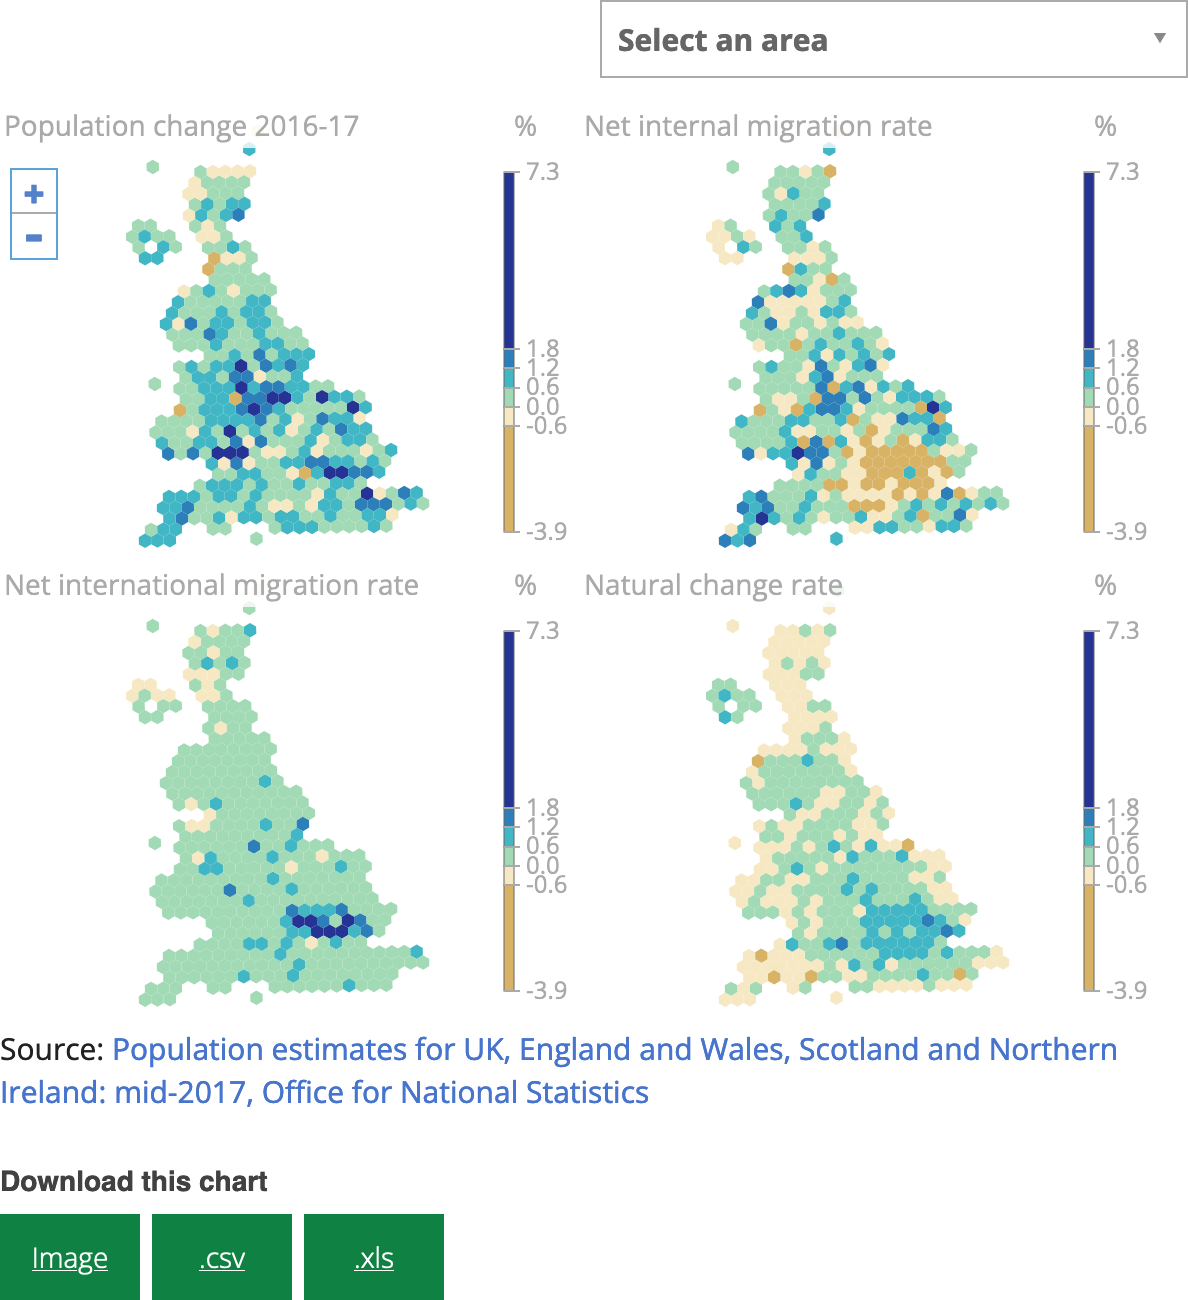 Select an area
Population change 2016-17
%
7.3
1.8
1.2
0.6
0.0
-0.6
-3.9
Net internal migration rate
%
7.3
1.8
1.2
0.6
0.0
-0.6
-3.9
Net international migration rate
%
7.3
1.8
1.2
0.6
0.0
-0.6
-3.9
Natural change rate
%
7.3
1.8
1.2
0.6
0.0
-0.6
-3.9
Source: Population estimates for UK, England and Wales, Scotland and Northern
Ireland: mid-2017, Office for National Statistics
Download this chart
Image
.csv
.xls